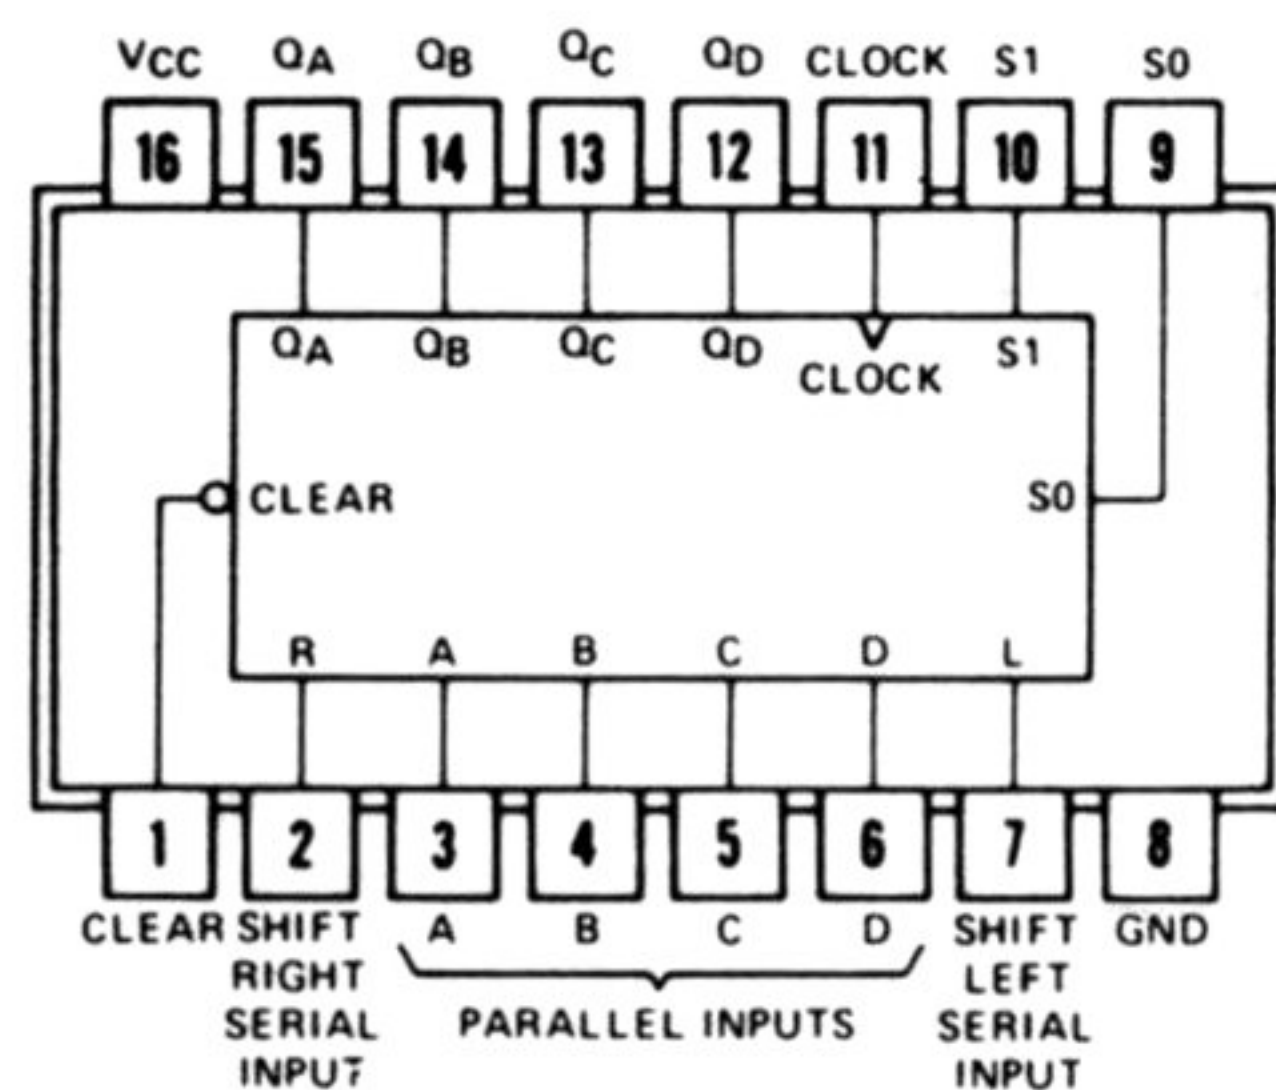 VCC QA QB QC QD CLOCK S1 S0
16 15 14 13 12 11 10 9
QA QB QC QD CLOCK S1
CLEAR S0
R A B C D L
1 2 3 4 5 6 7 8
CLEAR SHIFT RIGHT SERIAL INPUT A B C D SHIFT LEFT SERIAL INPUT GND
PARALLEL INPUTS